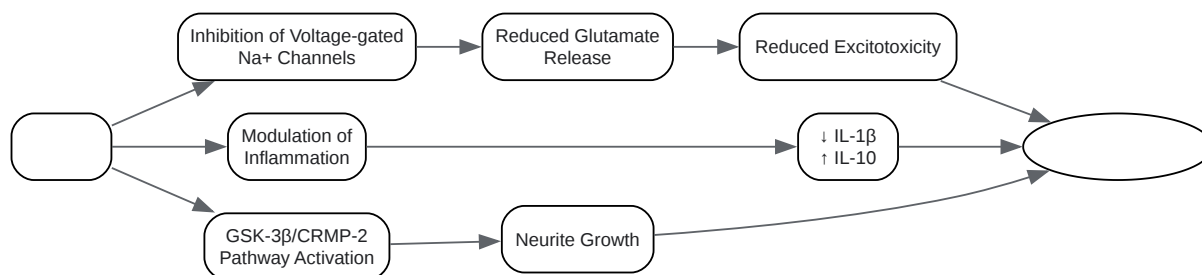 Inhibition of Voltage-gated
Na+ Channels
Reduced Glutamate
Release
Reduced Excitotoxicity
Modulation of
Inflammation
↓ IL-1β
↑ IL-10
GSK-3β/CRMP-2
Pathway Activation
Neurite Growth